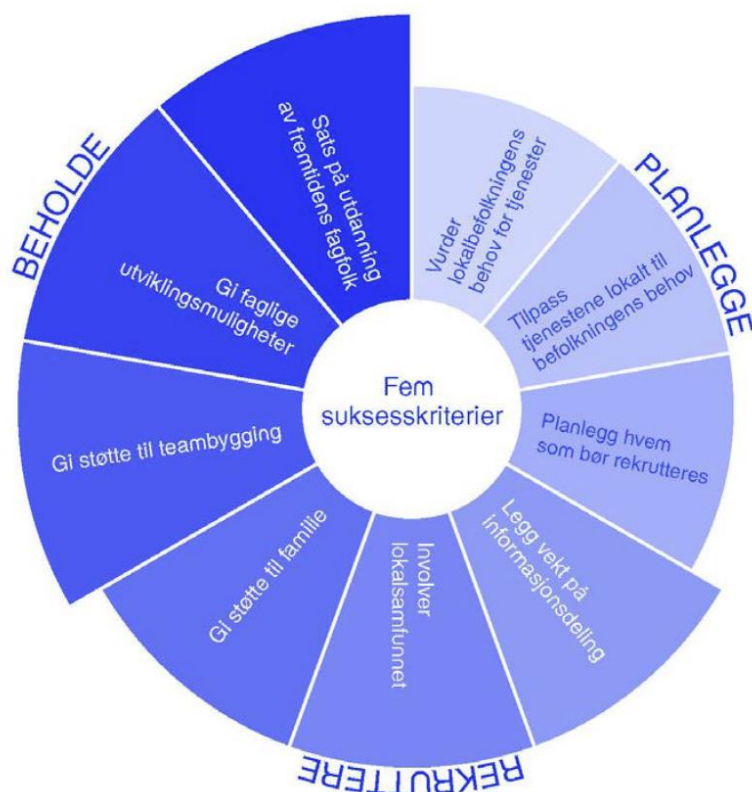 Fem
suksesskriterier
PLANLEGGE
Vurder
lokalbefolkningens
behov for tjenester
Tilpass
tjenestene lokalt til
befolkningens behov
Planlegg hvem
som bør rekrutteres
REKRUTTERE
Legg vekt på
informasjonsdeling
Involver
lokalsamfunnet
Gi støtte til familie
BEHOLDE
Gi støtte til teambygging
Gi faglige
utviklingsmuligheter
Sats på utdanning
av fremtidens fagfolk